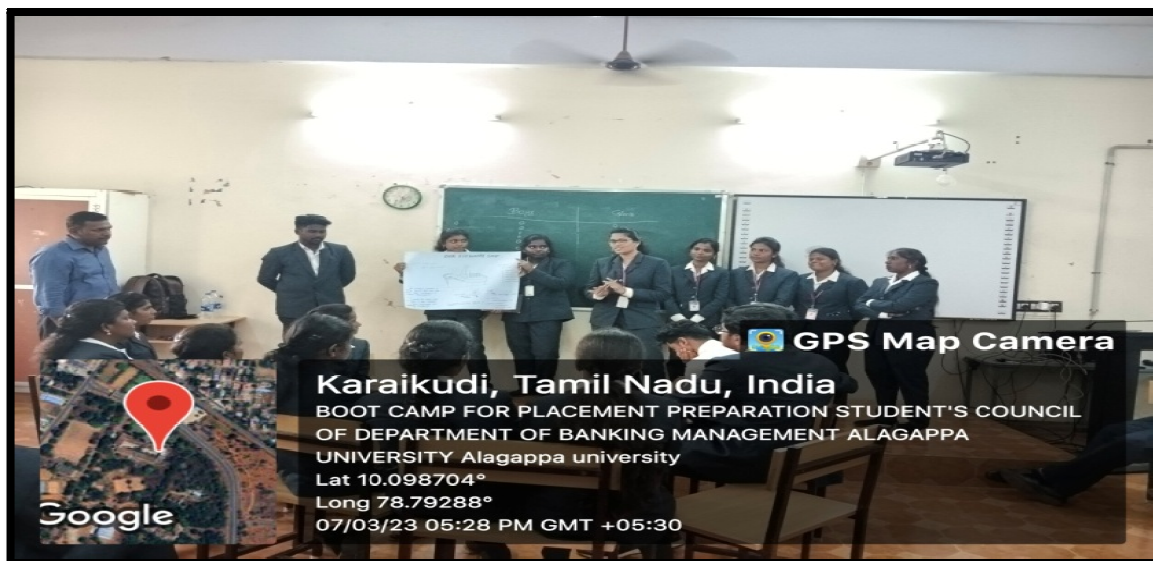 GPS Map Camera
Karaikudi, Tamil Nadu, India
BOOT CAMP FOR PLACEMENT PREPARATION STUDENT'S COUNCIL
OF DEPARTMENT OF BANKING MANAGEMENT ALAGAPPA
UNIVERSITY Alagappa university
Lat 10.098704°
Long 78.79288°
07/03/23 05:28 PM GMT +05:30
Google